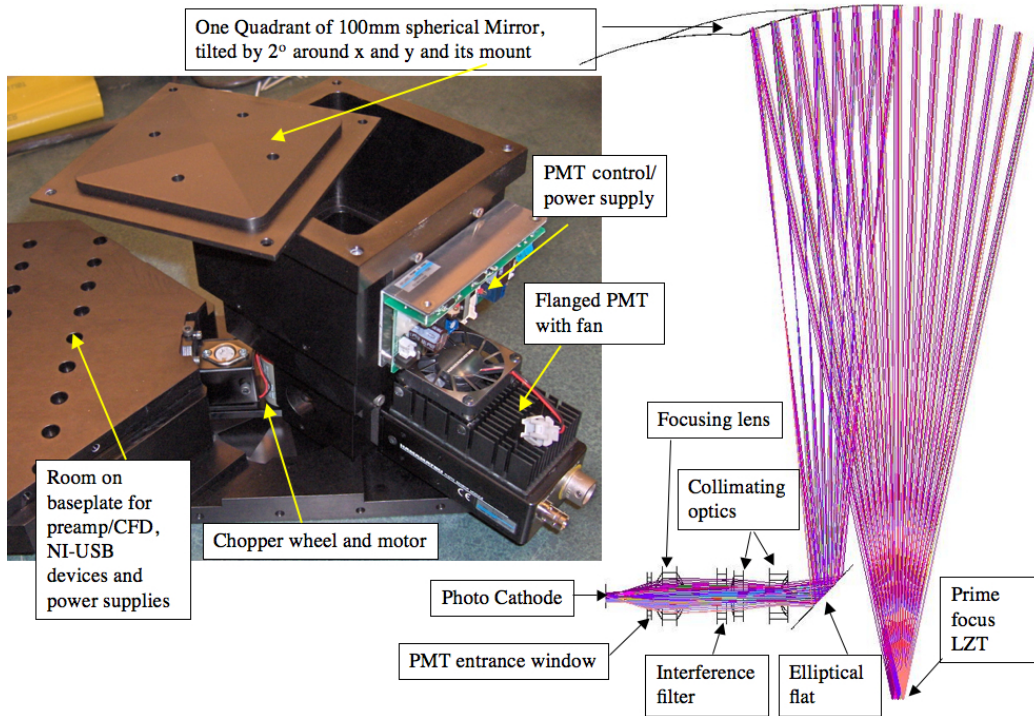 One Quadrant of 100mm spherical Mirror,
tilted by 2° around x and y and its mount
PMT control/
power supply
Flanged PMT
with fan
Focusing lens
Collimating
optics
Room on
baseplate for
preamp/CFD,
NI-USB
devices and
power supplies
Chopper wheel and motor
Photo Cathode
PMT entrance window
Interference
filter
Elliptical
flat
Prime
focus
LZT